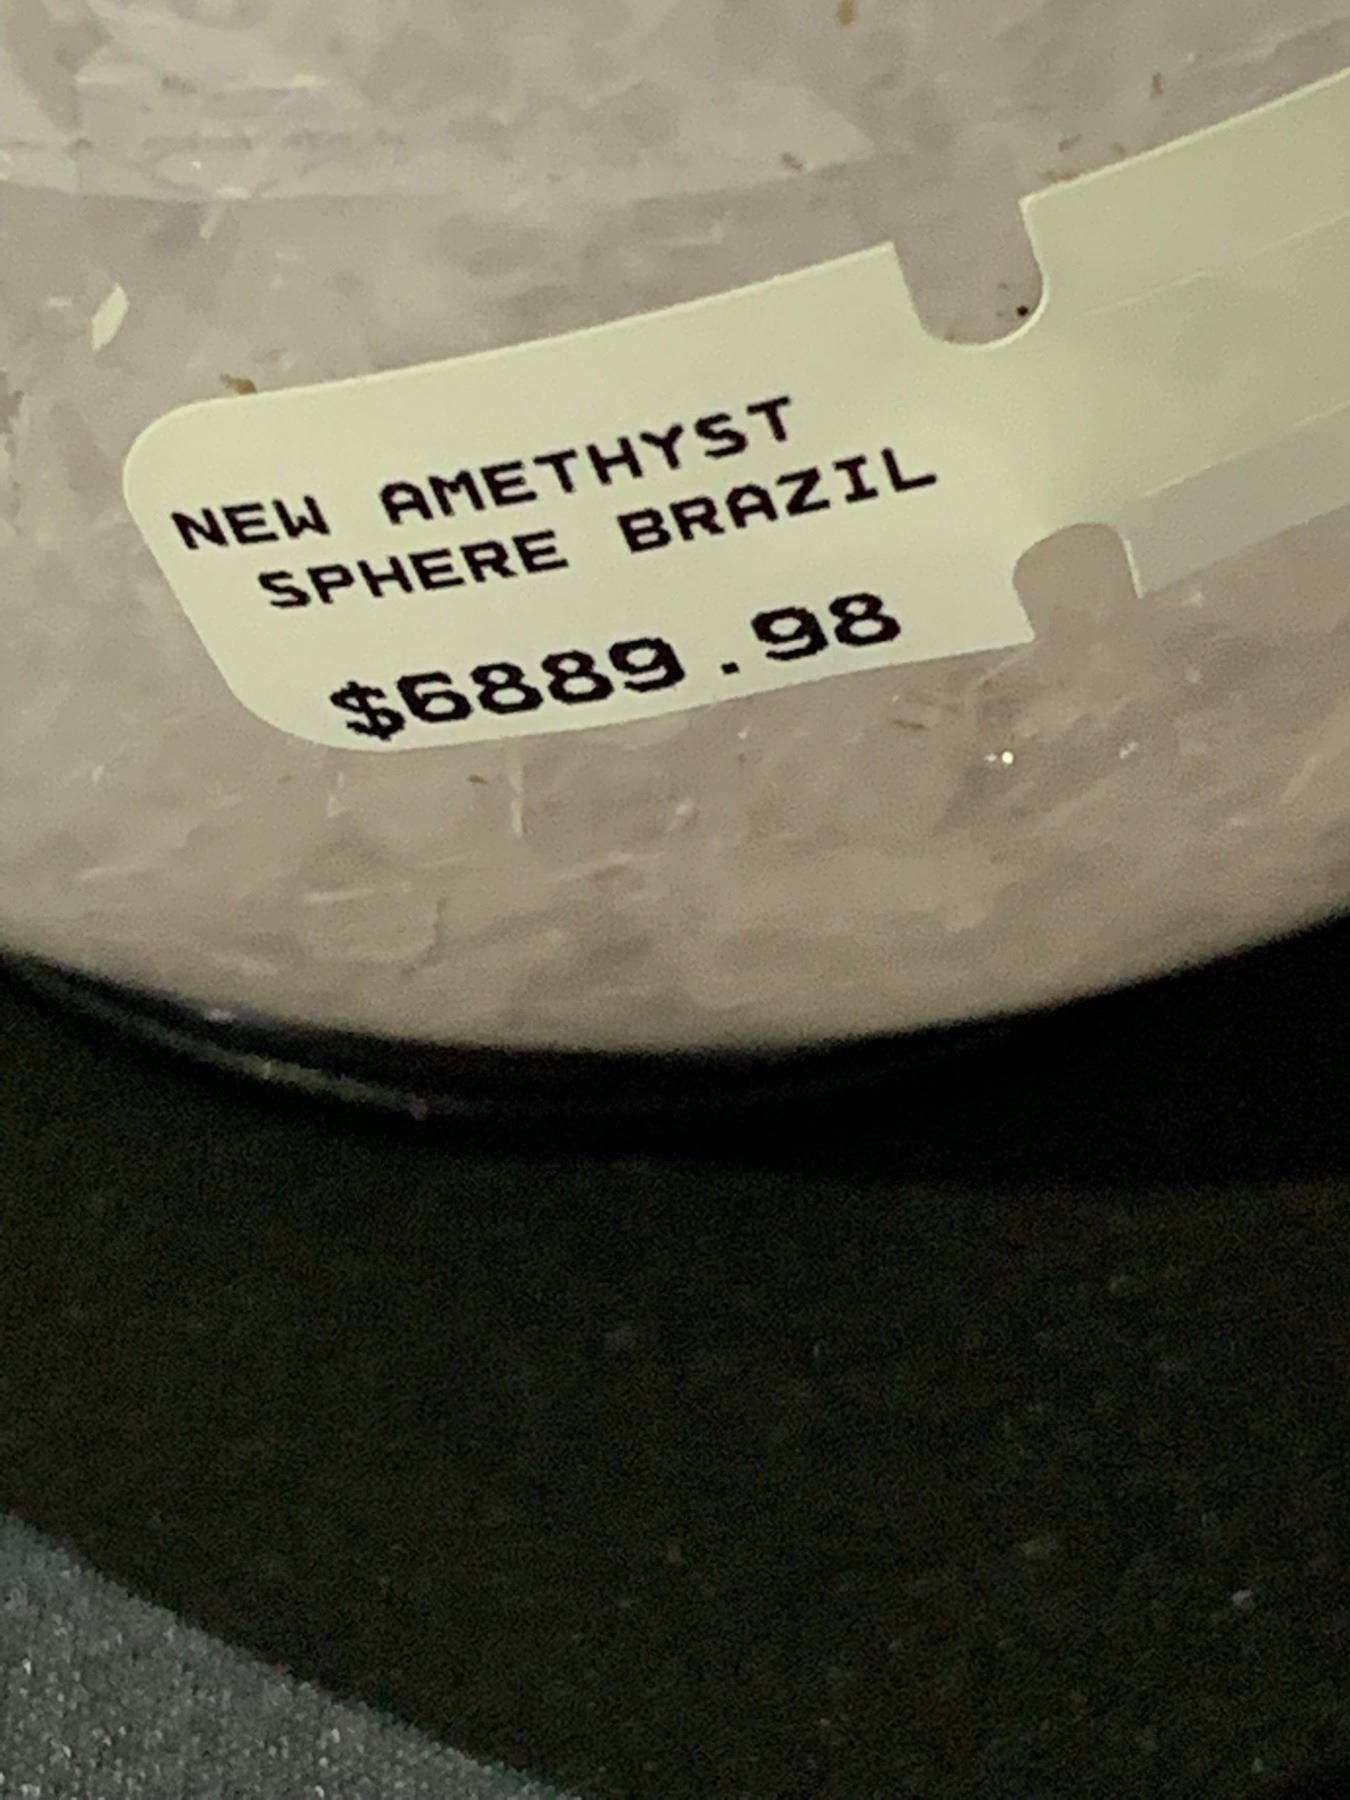 NEW AMETHYST
SPHERE BRAZIL
$6889.98